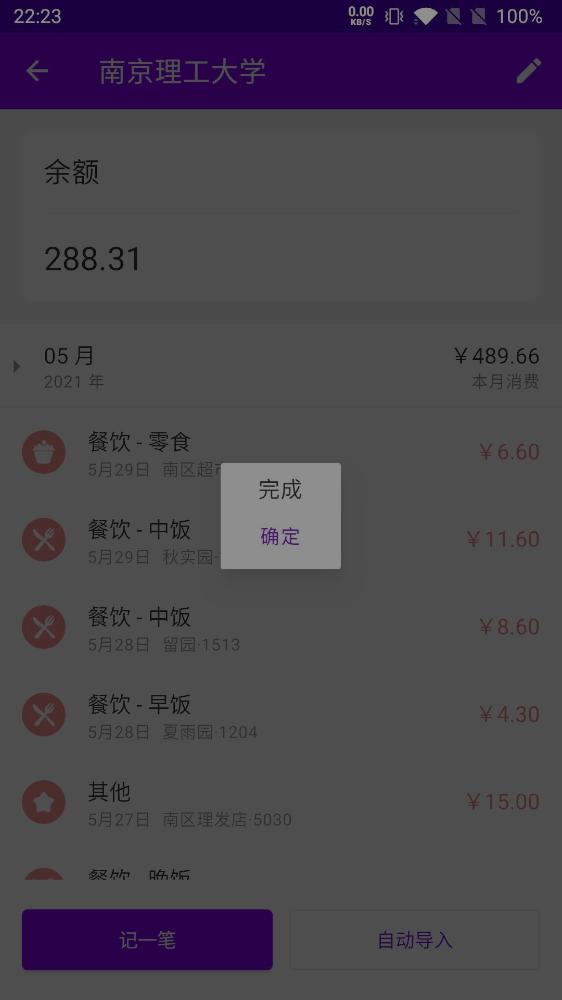 22:23
0.00
KB/S
100%
南京理工大学
余额
288.31
05 月
￥489.66
2021 年
本月消费
餐饮 - 零食
￥6.60
5月29日 南区超
完成
确定
餐饮 - 中饭
￥11.60
5月29日 秋实园·
餐饮 - 中饭
￥8.60
5月28日 留园·1513
餐饮 - 早饭
￥4.30
5月28日 夏雨园·1204
其他
￥15.00
5月27日 南区理发店·5030
餐饮 - 晚饭
记一笔
自动导入